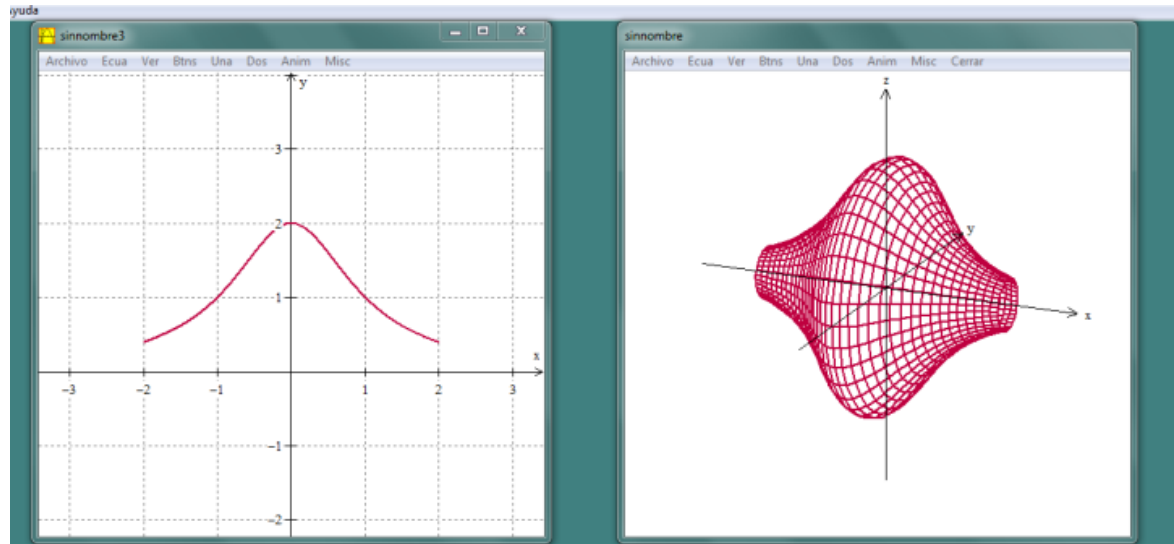 yuda
sinnombre3
Archivo Ecua Ver Btns Una Dos Anim Misc
y
3
2
1
x
−3 −2 −1 1 2 3
−1
−2
sinnombre
Archivo Ecua Ver Btns Una Dos Anim Misc Cerrar
z
y
x